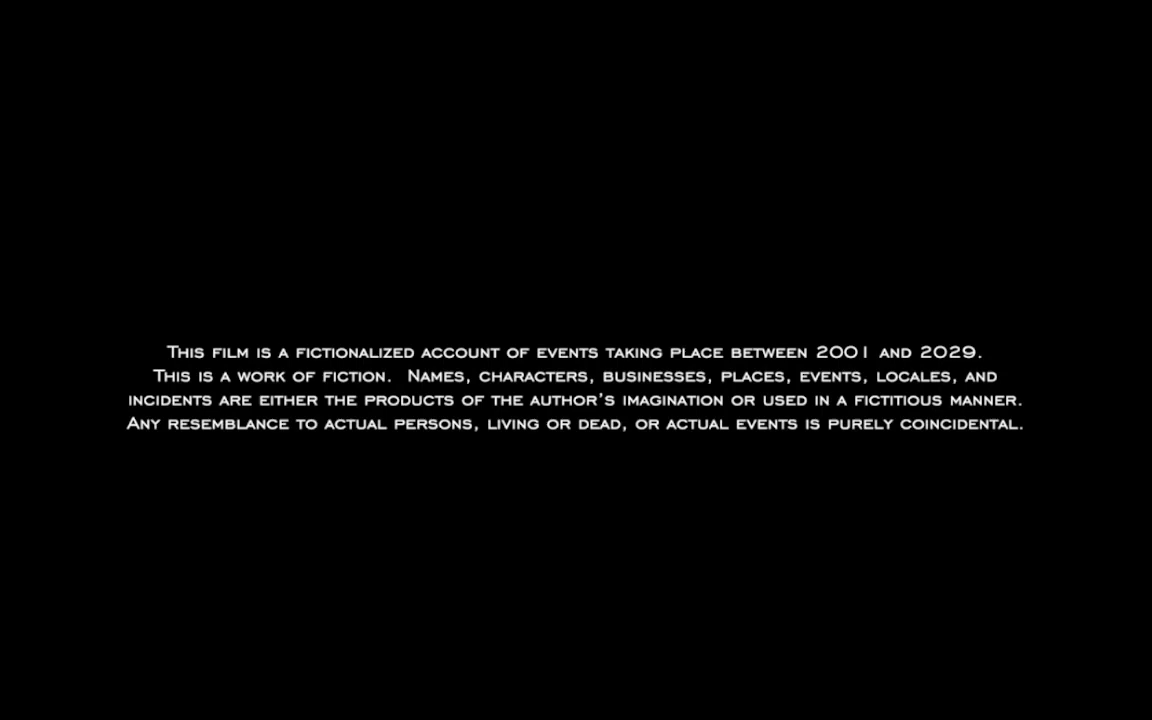 This film is a fictionalized account of events taking place between 2001 and 2029.
This is a work of fiction.  Names, characters, businesses, places, events, locales, and
incidents are either the products of the author's imagination or used in a fictitious manner.
Any resemblance to actual persons, living or dead, or actual events is purely coincidental.